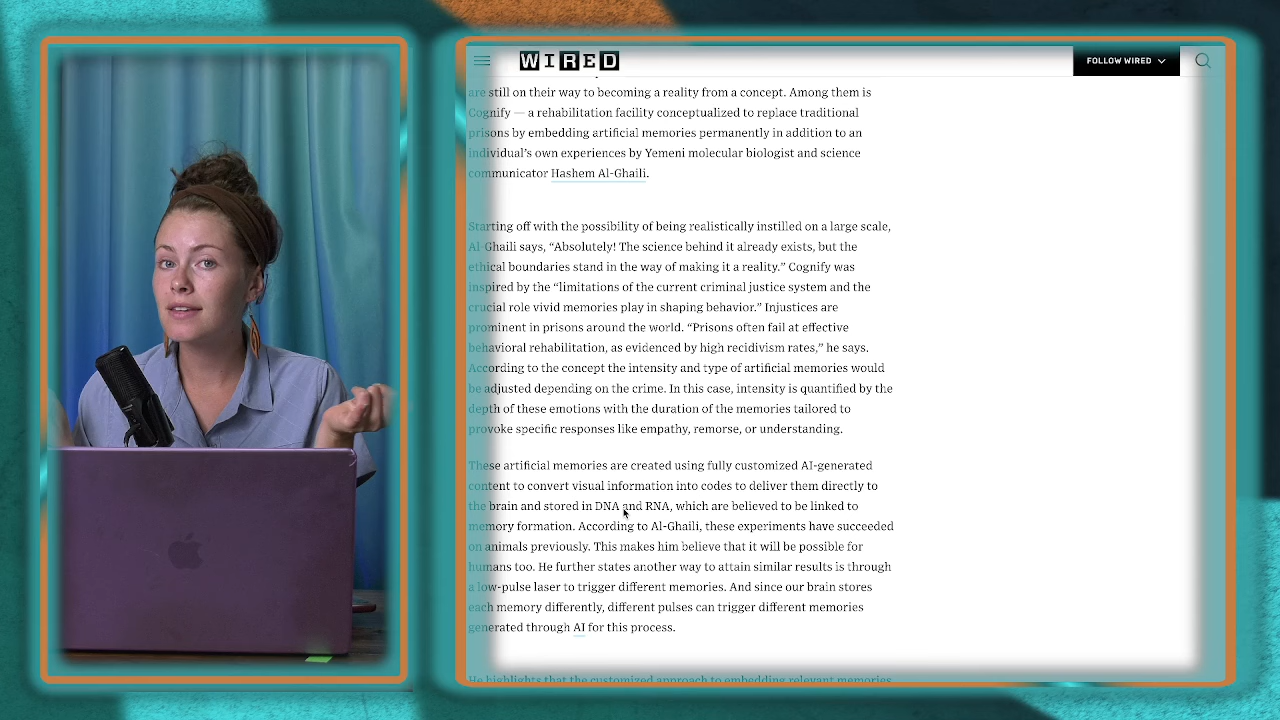 WIRED
FOLLOW WIRED
are still on their way to becoming a reality from a concept. Among them is
Cognify — a rehabilitation facility conceptualized to replace traditional
prisons by embedding artificial memories permanently in addition to an
individual’s own experiences by Yemeni molecular biologist and science
communicator Hashem Al-Ghaili.
Starting off with the possibility of being realistically instilled on a large scale,
Al-Ghaili says, “Absolutely! The science behind it already exists, but the
ethical boundaries stand in the way of making it a reality.” Cognify was
inspired by the “limitations of the current criminal justice system and the
crucial role vivid memories play in shaping behavior.” Injustices are
prominent in prisons around the world. “Prisons often fail at effective
behavioral rehabilitation, as evidenced by high recidivism rates,” he says.
According to the concept the intensity and type of artificial memories would
be adjusted depending on the crime. In this case, intensity is quantified by the
depth of these emotions with the duration of the memories tailored to
provoke specific responses like empathy, remorse, or understanding.
These artificial memories are created using fully customized AI-generated
content to convert visual information into codes to deliver them directly to
the brain and stored in DNA and RNA, which are believed to be linked to
memory formation. According to Al-Ghaili, these experiments have succeeded
on animals previously. This makes him believe that it will be possible for
humans too. He further states another way to attain similar results is through
a low-pulse laser to trigger different memories. And since our brain stores
each memory differently, different pulses can trigger different memories
generated through AI for this process.
He highlights that the customized approach to embedding relevant memories